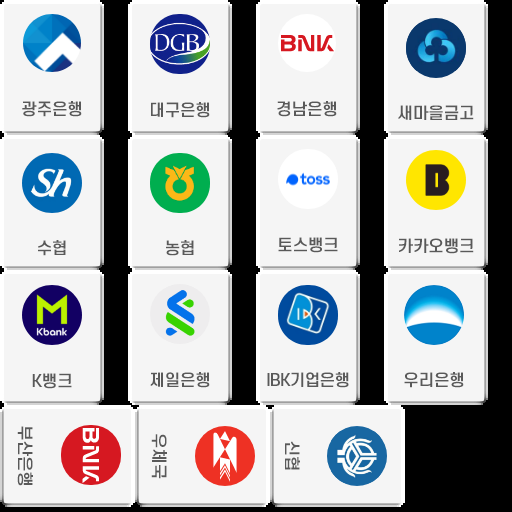 광주은행
DGB
대구은행
BNK
경남은행
새마을금고
Sh
수협
농협
toss
토스뱅크
B
카카오뱅크
M
Kbank
K뱅크
제일은행
IBK
IBK기업은행
우리은행
BNK
부산은행
우체국
신협